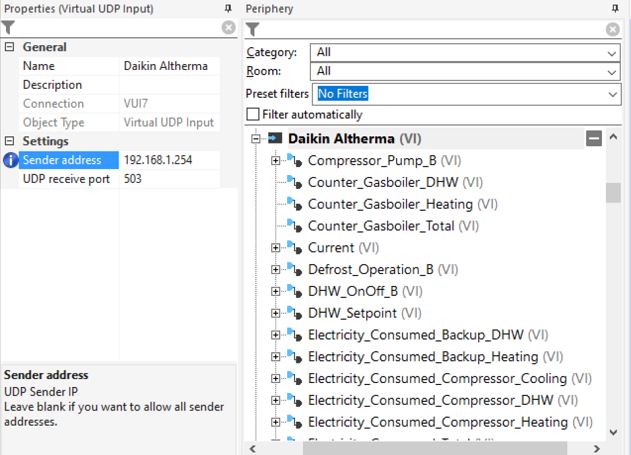 Properties (Virtual UDP Input)
General
Name Daikin Altherma
Description
Connection VUI7
Object Type Virtual UDP Input
Settings
Sender address 192.168.1.254
UDP receive port 503
Sender address
UDP Sender IP
Leave blank if you want to allow all sender
addresses.
Periphery
Category: All
Room: All
Preset filters No Filters
Filter automatically
Daikin Altherma (VI)
Compressor_Pump_B (VI)
Counter_Gasboiler_DHW (VI)
Counter_Gasboiler_Heating (VI)
Counter_Gasboiler_Total (VI)
Current (VI)
Defrost_Operation_B (VI)
DHW_OnOff_B (VI)
DHW_Setpoint (VI)
Electricity_Consumed_Backup_DHW (VI)
Electricity_Consumed_Backup_Heating (VI)
Electricity_Consumed_Compressor_Cooling (VI)
Electricity_Consumed_Compressor_DHW (VI)
Electricity_Consumed_Compressor_Heating (VI)